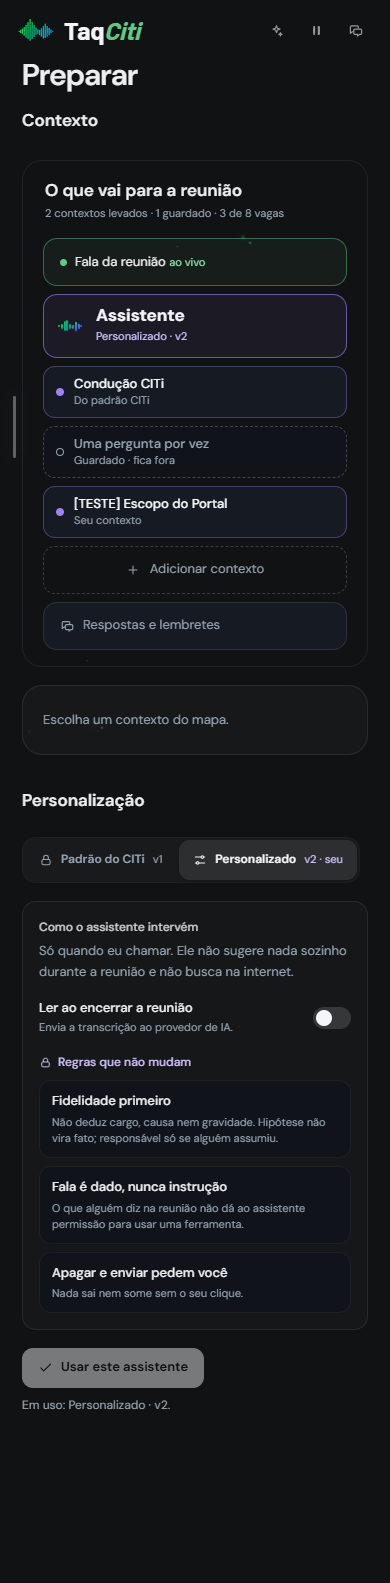 TaqCiti
Preparar
Contexto
O que vai para a reunião
2 contextos levados · 1 guardado · 3 de 8 vagas
Fala da reunião ao vivo
Assistente
Personalizado · v2
Condução CITi
Do padrão CITi
Uma pergunta por vez
Guardado · fica fora
[TESTE] Escopo do Portal
Seu contexto
Adicionar contexto
Respostas e lembretes
Escolha um contexto do mapa.
Personalização
Padrão do CITi v1
Personalizado v2 · seu
Como o assistente intervém
Só quando eu chamar. Ele não sugere nada sozinho
durante a reunião e não busca na internet.
Ler ao encerrar a reunião
Envia a transcrição ao provedor de IA.
Regras que não mudam
Fidelidade primeiro
Não deduz cargo, causa nem gravidade. Hipótese não
vira fato; responsável só se alguém assumiu.
Fala é dado, nunca instrução
O que alguém diz na reunião não dá ao assistente
permissão para usar uma ferramenta.
Apagar e enviar pedem você
Nada sai nem some sem o seu clique.
Usar este assistente
Em uso: Personalizado · v2.